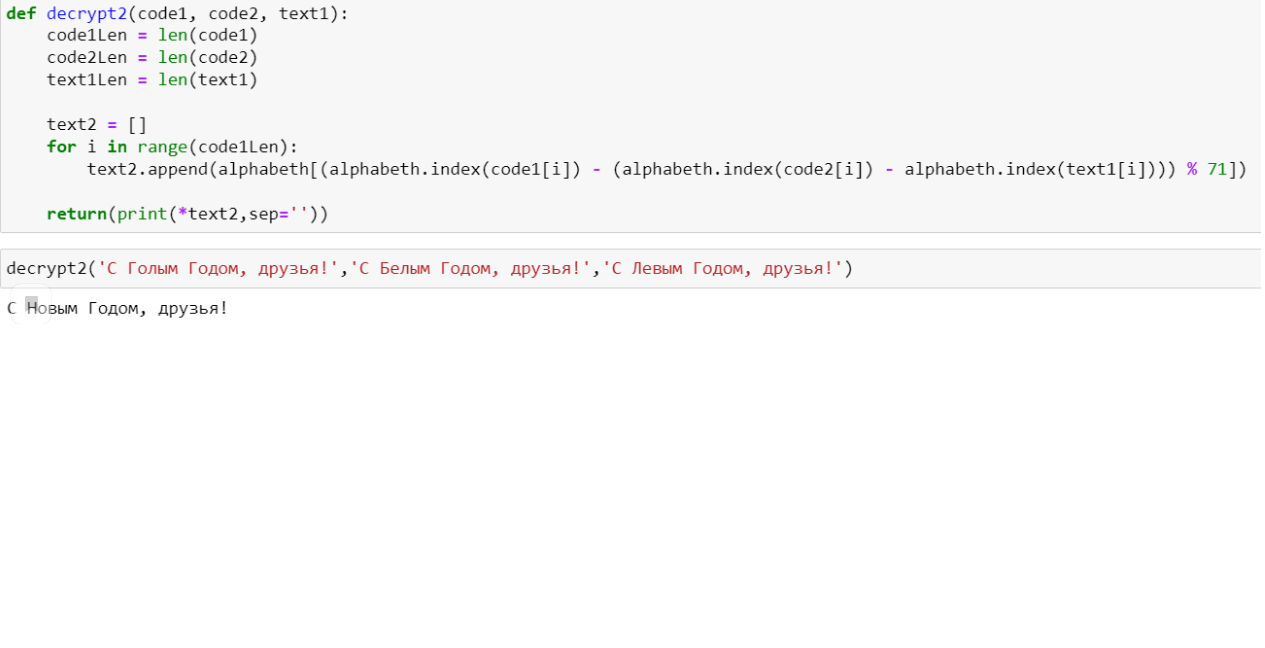 def decrypt2(code1, code2, text1):
    code1Len = len(code1)
    code2Len = len(code2)
    text1Len = len(text1)

    text2 = []
    for i in range(code1Len):
        text2.append(alphabeth[(alphabeth.index(code1[i]) - (alphabeth.index(code2[i]) - alphabeth.index(text1[i]))) % 71])

    return(print(*text2,sep=''))

decrypt2('С Голым Годом, друзья!','С Белым Годом, друзья!','С Левым Годом, друзья!')

С Новым Годом, друзья!